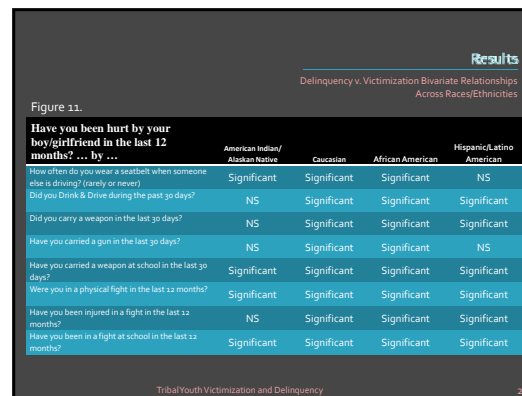 Results
Delinquency v. Victimization Bivariate Relationships
Across Races/Ethnicities
Figure 11.
Have you been hurt by your
boy/girlfriend in the last 12
months? ... by ...
American Indian/
Alaskan Native
Caucasian
African American
Hispanic/Latino
American
How often do you wear a seatbelt when someone
else is driving? (rarely or never)
Significant Significant Significant NS
Did you Drink & Drive during the past 30 days?
NS Significant Significant Significant
Did you carry a weapon in the last 30 days?
NS Significant Significant Significant
Have you carried a gun in the last 30 days?
NS Significant Significant NS
Have you carried a weapon at school in the last 30
days?
Significant Significant Significant Significant
Were you in a physical fight in the last 12 months?
Significant Significant Significant Significant
Have you been injured in a fight in the last 12
months?
NS Significant Significant Significant
Have you been in a fight at school in the last 12
months?
Significant Significant Significant Significant
Tribal Youth Victimization and Delinquency